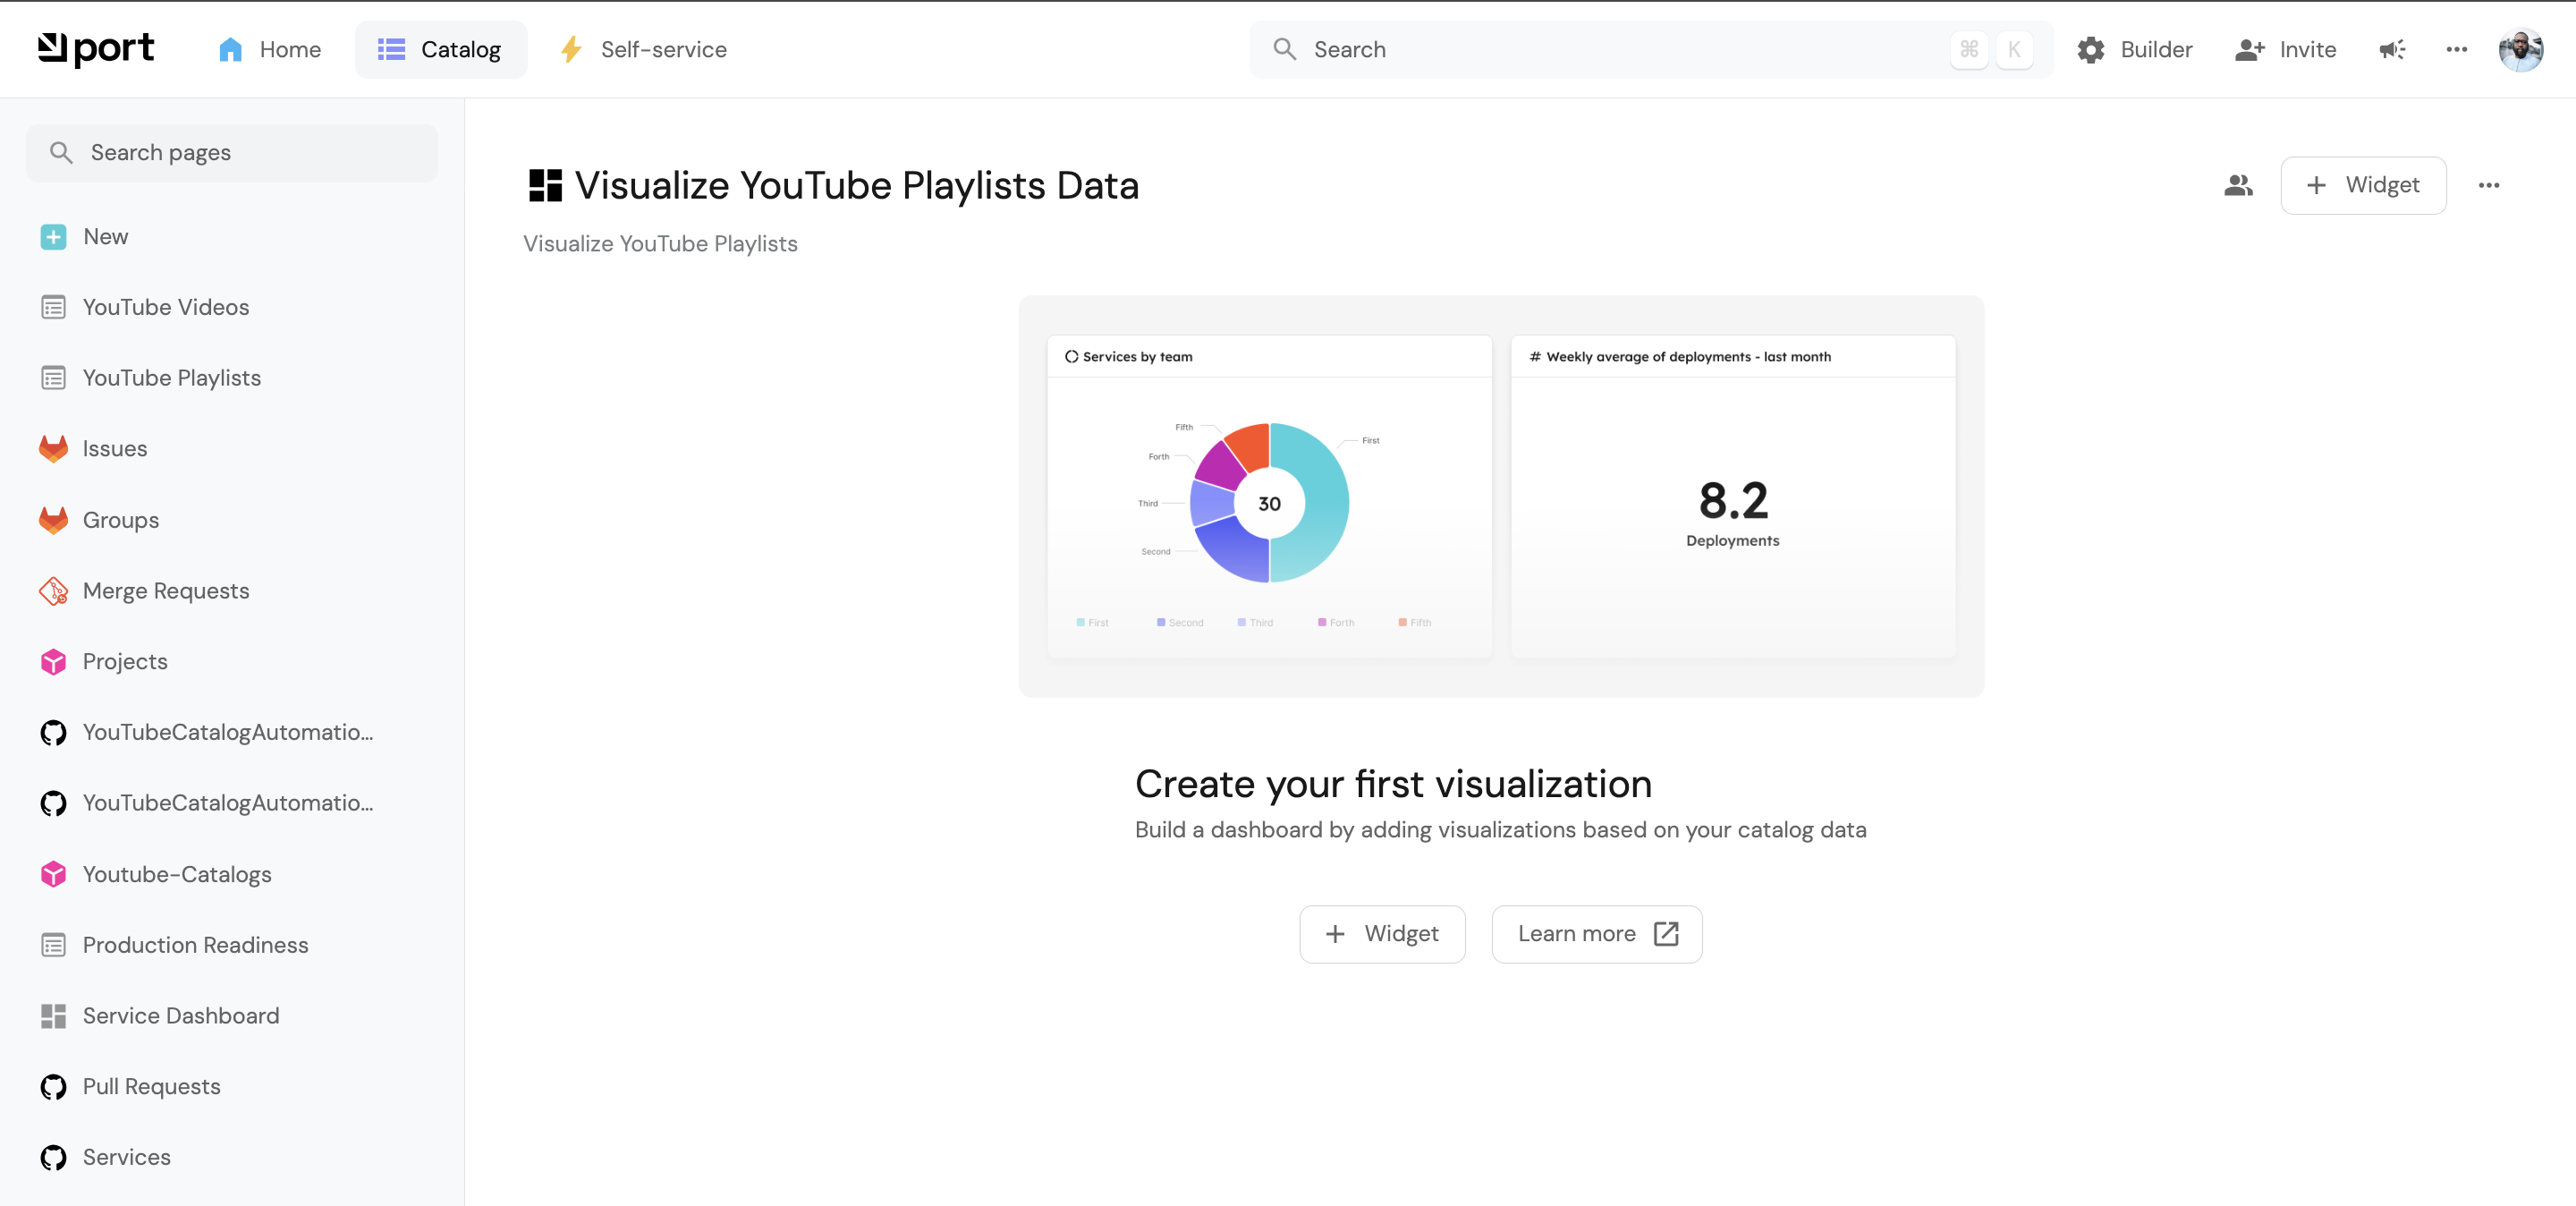 port
Home
Catalog
Self-service
Search
⌘ K
Builder
Invite
Search pages
New
YouTube Videos
YouTube Playlists
Issues
Groups
Merge Requests
Projects
YouTubeCatalogAutomatio...
YouTubeCatalogAutomatio...
Youtube-Catalogs
Production Readiness
Service Dashboard
Pull Requests
Services
Visualize YouTube Playlists Data
+ Widget
Visualize YouTube Playlists
Services by team
Fifth
First
Forth
Third
30
Second
First Second Third Forth Fifth
# Weekly average of deployments - last month
8.2
Deployments
Create your first visualization
Build a dashboard by adding visualizations based on your catalog data
+ Widget
Learn more